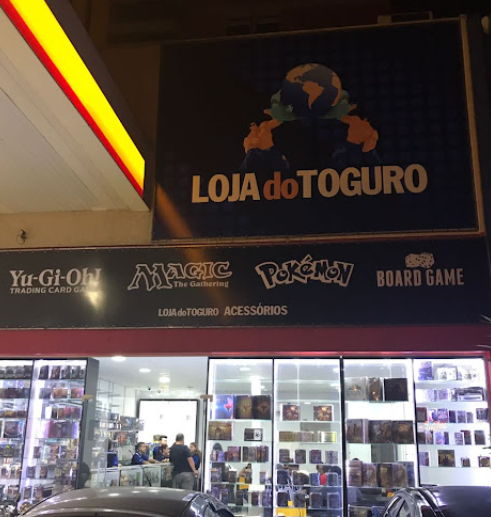 LOJA do TOGURO
Yu-Gi-Oh! MAGIC POKÉMON BOARD GAME
TRADING CARD GAME The Gathering
LOJA do TOGURO ACESSÓRIOS